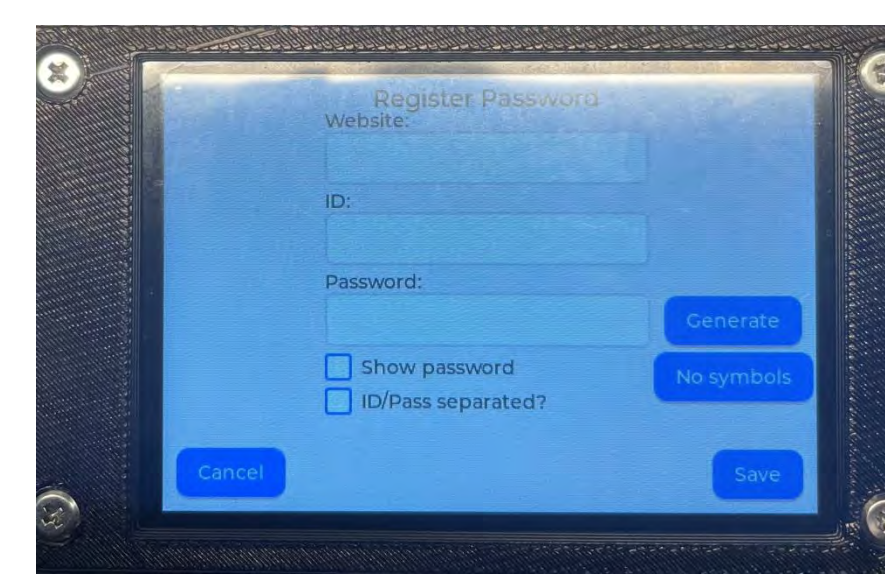 Register Password
Website:
ID:
Password:
Generate
Show password
No symbols
ID/Pass separated?
Cancel
Save